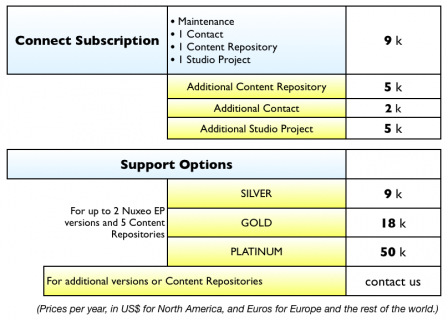 Connect Subscription
• Maintenance
• 1 Contact
• 1 Content Repository
• 1 Studio Project
9 k
Additional Content Repository
5 k
Additional Contact
2 k
Additional Studio Project
5 k
Support Options
For up to 2 Nuxeo EP
versions and 5 Content
Repositories
SILVER
9 k
GOLD
18 k
PLATINUM
50 k
For additional versions or Content Repositories
contact us
(Prices per year, in US$ for North America, and Euros for Europe and the rest of the world.)